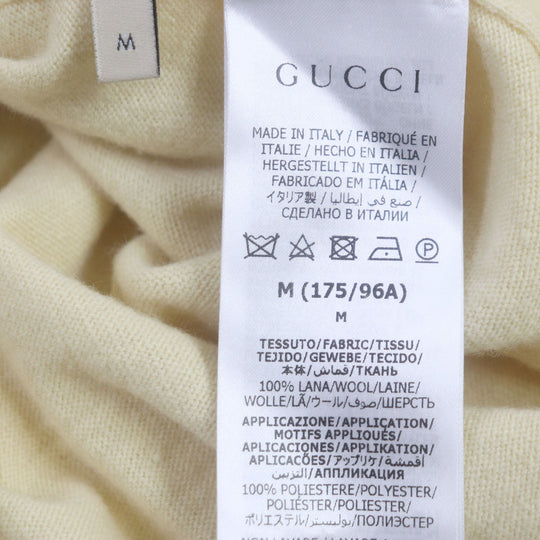 M
GUCCI
MADE IN ITALY / FABRIQUÉ EN
ITALIE / HECHO EN ITALIA /
HERGESTELLT IN ITALIEN /
FABRICADO EM ITÁLIA /
イタリア製 / صنع في إيطاليا /
СДЕЛАНО В ИТАЛИИ
M (175/96A)
M
TESSUTO/FABRIC/TISSU/
TEJIDO/GEWEBE/TECIDO/
本体/قماش/ТКАНЬ
100% LANA/WOOL/LAINE/
WOLLE/LÃ/ウール/صوف/ШЕРСТЬ
APPLICAZIONE/APPLICATION/
MOTIFS APPLIQUÉS/
APLICACIONES/APPLIKATION/
APLICAÇÕES/アップリケ/أقمشة
التزيين/АППЛИКАЦИЯ
100% POLIESTERE/POLYESTER/
POLIÉSTER/POLYESTER/
ポリエステル/بوليستر/ПОЛИЭСТЕР